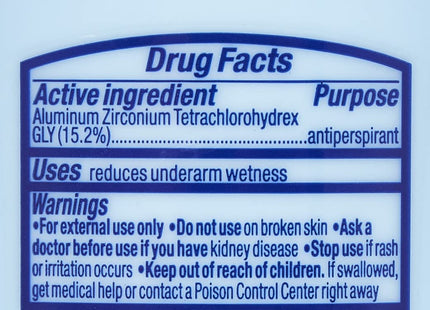 Drug Facts
Active ingredient Purpose
Aluminum Zirconium Tetrachlorohydrex
GLY (15.2%)..............................................antiperspirant
Uses reduces underarm wetness
Warnings
•For external use only •Do not use on broken skin •Ask a
doctor before use if you have kidney disease •Stop use if rash
or irritation occurs •Keep out of reach of children. If swallowed,
get medical help or contact a Poison Control Center right away